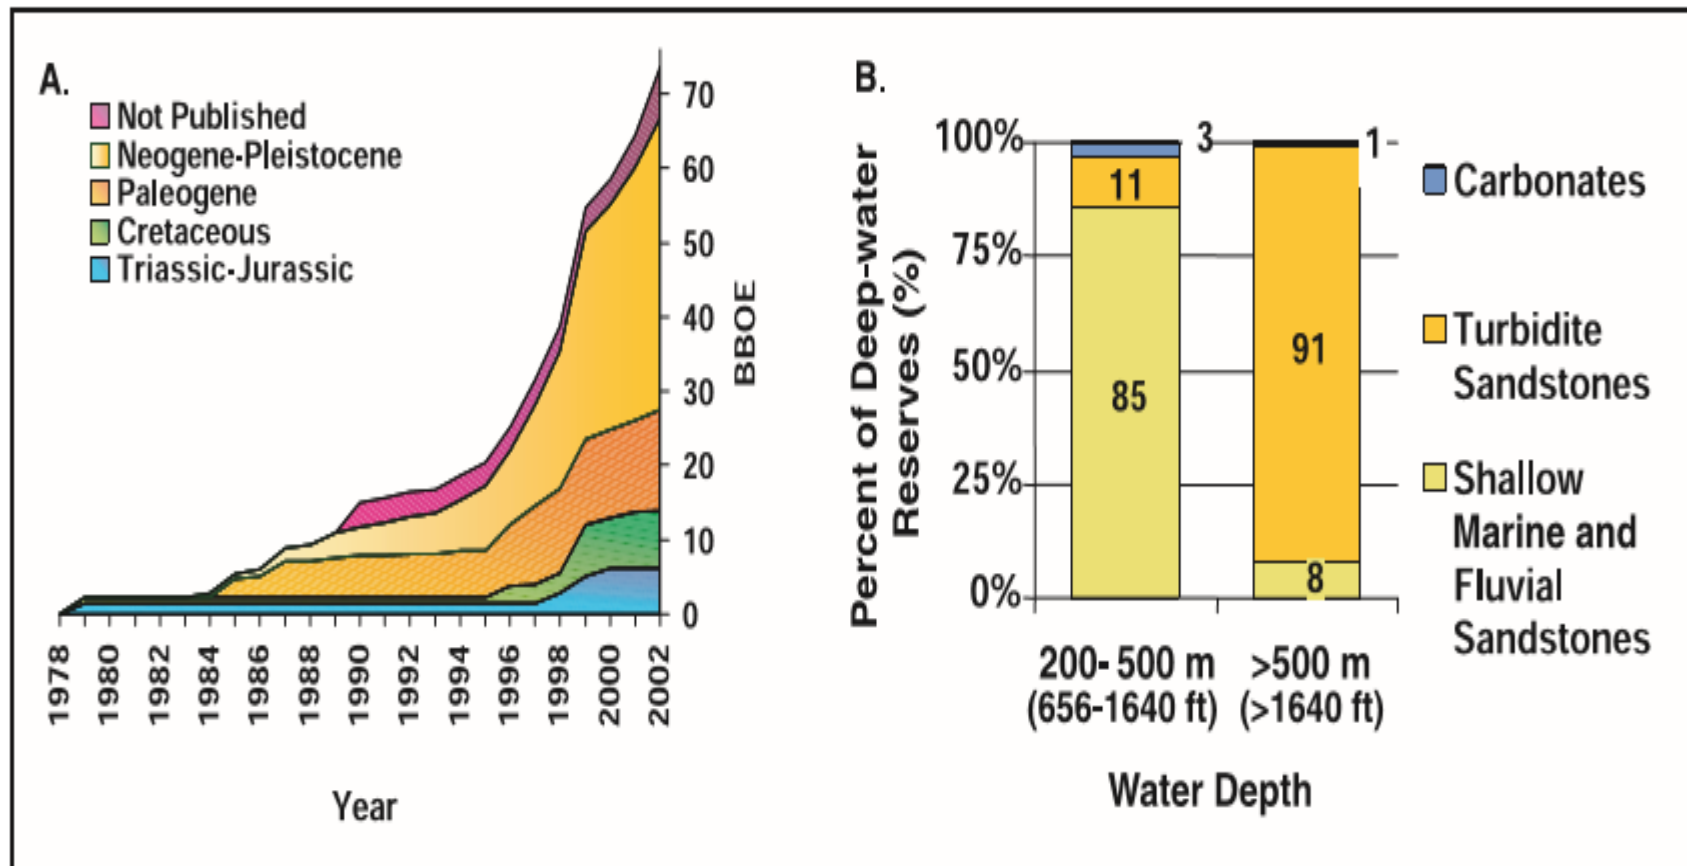 A.
Not Published
Neogene-Pleistocene
Paleogene
Cretaceous
Triassic-Jurassic
70
60
50
40
30
20
10
0
BBOE
1978
1980
1982
1984
1986
1988
1990
1992
1994
1996
1998
2000
2002
Year
B.
Percent of Deep-water
Reserves (%)
100%
75%
50%
25%
0%
3
11
85
1
91
8
200- 500 m
(656-1640 ft)
>500 m
(>1640 ft)
Water Depth
Carbonates
Turbidite
Sandstones
Shallow
Marine and
Fluvial
Sandstones